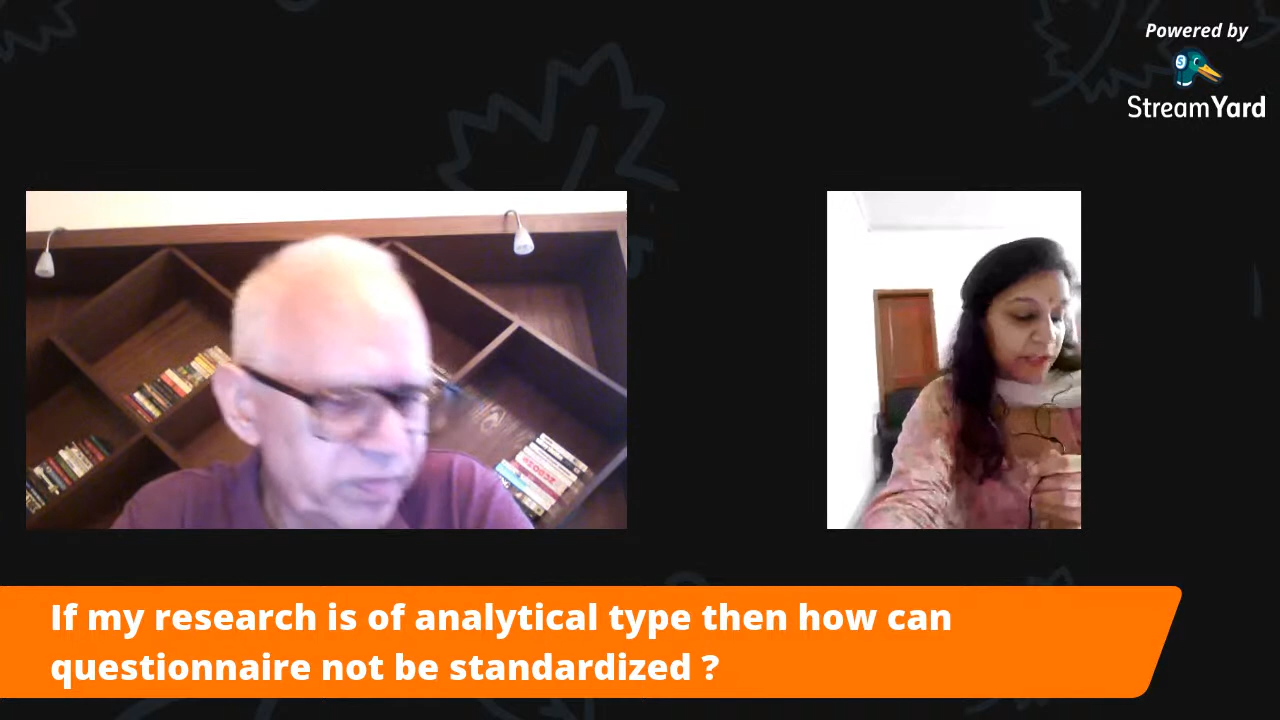 Powered by
StreamYard
If my research is of analytical type then how can
questionnaire not be standardized ?